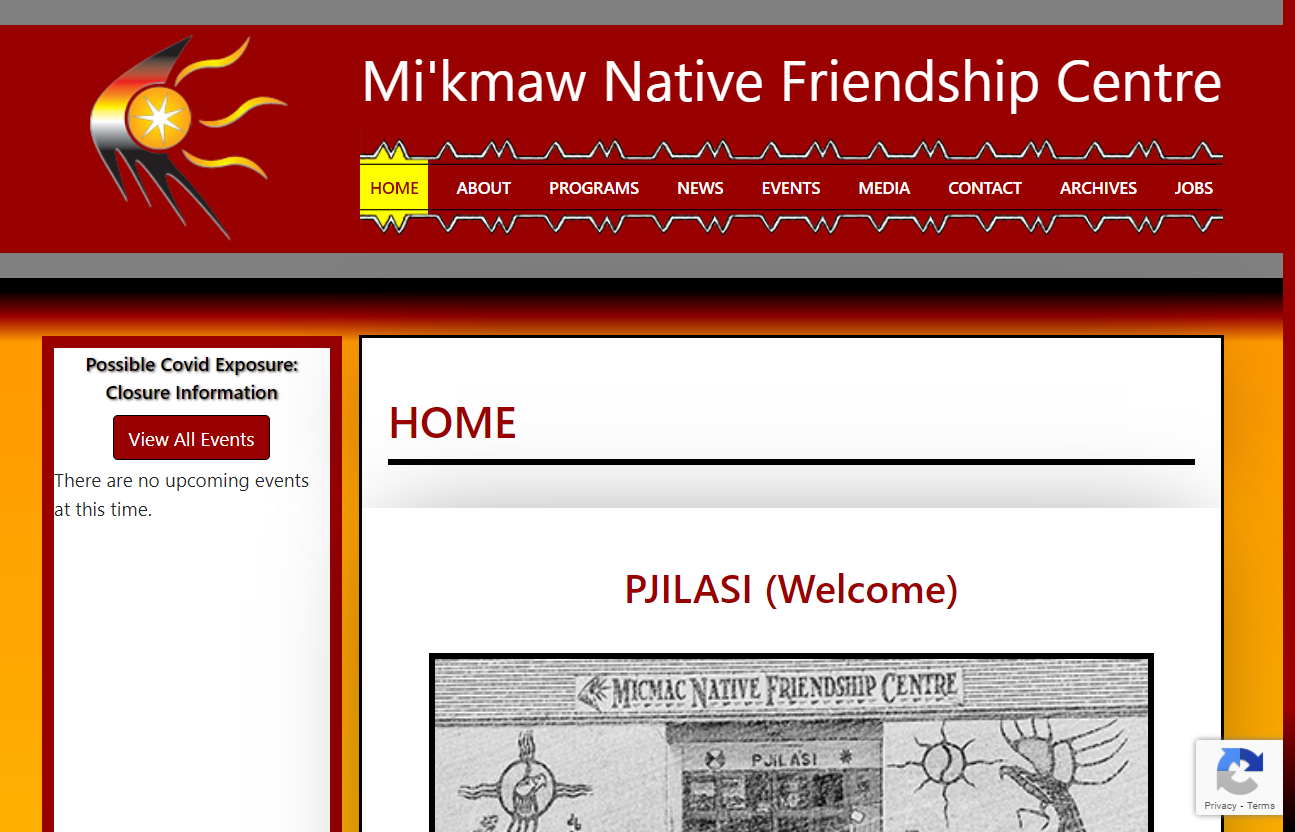 Mi'kmaw Native Friendship Centre
HOME ABOUT PROGRAMS NEWS EVENTS MEDIA CONTACT ARCHIVES JOBS
Possible Covid Exposure:
Closure Information
View All Events
There are no upcoming events
at this time.
HOME
PJILASI (Welcome)
MICMAC NATIVE FRIENDSHIP CENTRE
PJILASI
Privacy - Terms